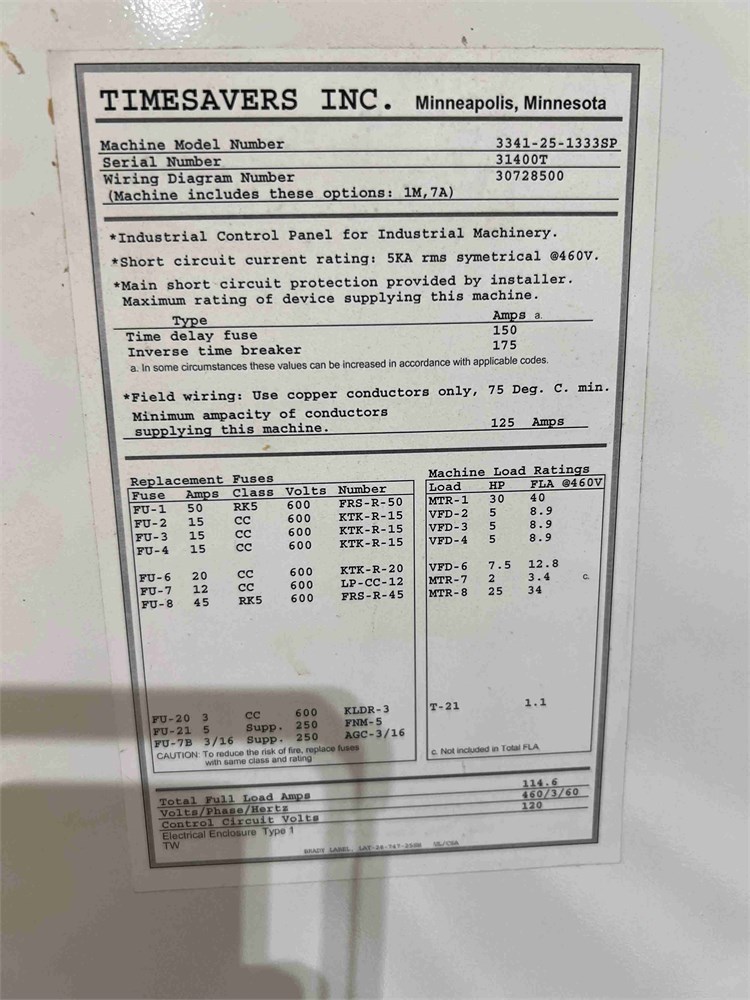 TIMESAVERS INC. Minneapolis, Minnesota
Machine Model Number 3341-25-1333SP
Serial Number 31400T
Wiring Diagram Number 30728500
(Machine includes these options: 1M,7A)
*Industrial Control Panel for Industrial Machinery.
*Short circuit current rating: 5KA rms symetrical @460V.
*Main short circuit protection provided by installer.
Maximum rating of device supplying this machine.
Type Amps a.
Time delay fuse 150
Inverse time breaker 175
a. In some circumstances these values can be increased in accordance with applicable codes.
*Field wiring: Use copper conductors only, 75 Deg. C. min.
Minimum ampacity of conductors
supplying this machine. 125 Amps
Replacement Fuses
Fuse Amps Class Volts Number
FU-1 50 RK5 600 FRS-R-50
FU-2 15 CC 600 KTK-R-15
FU-3 15 CC 600 KTK-R-15
FU-4 15 CC 600 KTK-R-15
FU-6 20 CC 600 KTK-R-20
FU-7 12 CC 600 LP-CC-12
FU-8 45 RK5 600 FRS-R-45
FU-20 3 CC 600 KLDR-3
FU-21 5 Supp. 250 FNM-5
FU-7B 3/16 Supp. 250 AGC-3/16
CAUTION: To reduce the risk of fire, replace fuses
with same class and rating
Machine Load Ratings
Load HP FLA @460V
MTR-1 30 40
VFD-2 5 8.9
VFD-3 5 8.9
VFD-4 5 8.9
VFD-6 7.5 12.8
MTR-7 2 3.4 c.
MTR-8 25 34
T-21 1.1
c. Not included in Total FLA
Total Full Load Amps 114.6
Volts/Phase/Hertz 460/3/60
Control Circuit Volts 120
Electrical Enclosure Type 1
TW
BRADY LABEL, UL/CSA